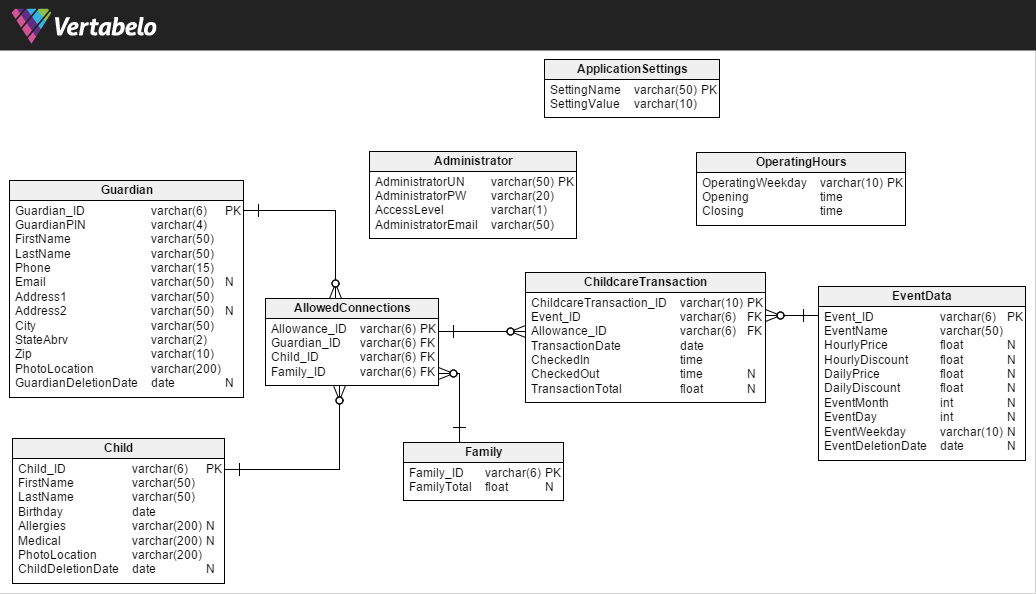 Vertabelo
ApplicationSettings
SettingName varchar(50) PK
SettingValue varchar(10)
Administrator
AdministratorUN varchar(50) PK
AdministratorPW varchar(20)
AccessLevel varchar(1)
AdministratorEmail varchar(50)
OperatingHours
OperatingWeekday varchar(10) PK
Opening time
Closing time
Guardian
Guardian_ID varchar(6) PK
GuardianPIN varchar(4)
FirstName varchar(50)
LastName varchar(50)
Phone varchar(15)
Email varchar(50) N
Address1 varchar(50)
Address2 varchar(50) N
City varchar(50)
StateAbrv varchar(2)
Zip varchar(10)
PhotoLocation varchar(200)
GuardianDeletionDate date N
AllowedConnections
Allowance_ID varchar(6) PK
Guardian_ID varchar(6) FK
Child_ID varchar(6) FK
Family_ID varchar(6) FK
ChildcareTransaction
ChildcareTransaction_ID varchar(10) PK
Event_ID varchar(6) FK
Allowance_ID varchar(6) FK
TransactionDate date
CheckedIn time
CheckedOut time N
TransactionTotal float N
EventData
Event_ID varchar(6) PK
EventName varchar(50)
HourlyPrice float N
HourlyDiscount float N
DailyPrice float N
DailyDiscount float N
EventMonth int N
EventDay int N
EventWeekday varchar(10) N
EventDeletionDate date N
Child
Child_ID varchar(6) PK
FirstName varchar(50)
LastName varchar(50)
Birthday date
Allergies varchar(200) N
Medical varchar(200) N
PhotoLocation varchar(200)
ChildDeletionDate date N
Family
Family_ID varchar(6) PK
FamilyTotal float N